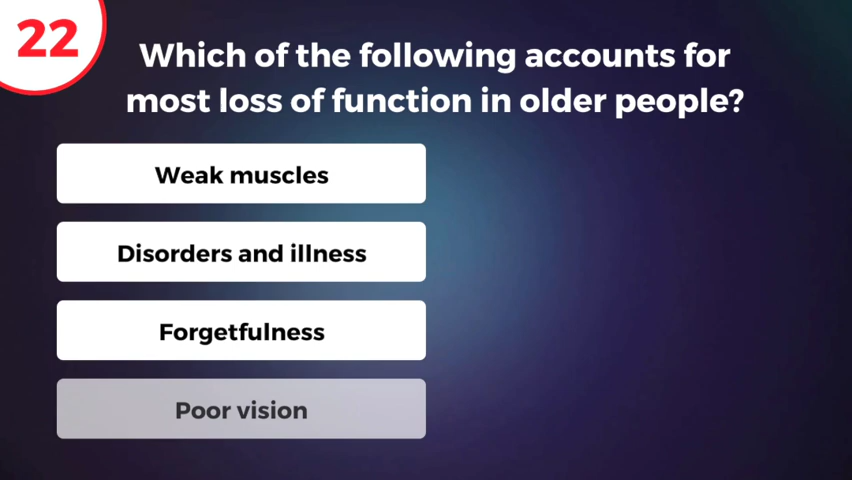 22
Which of the following accounts for
most loss of function in older people?
Weak muscles
Disorders and illness
Forgetfulness
Poor vision